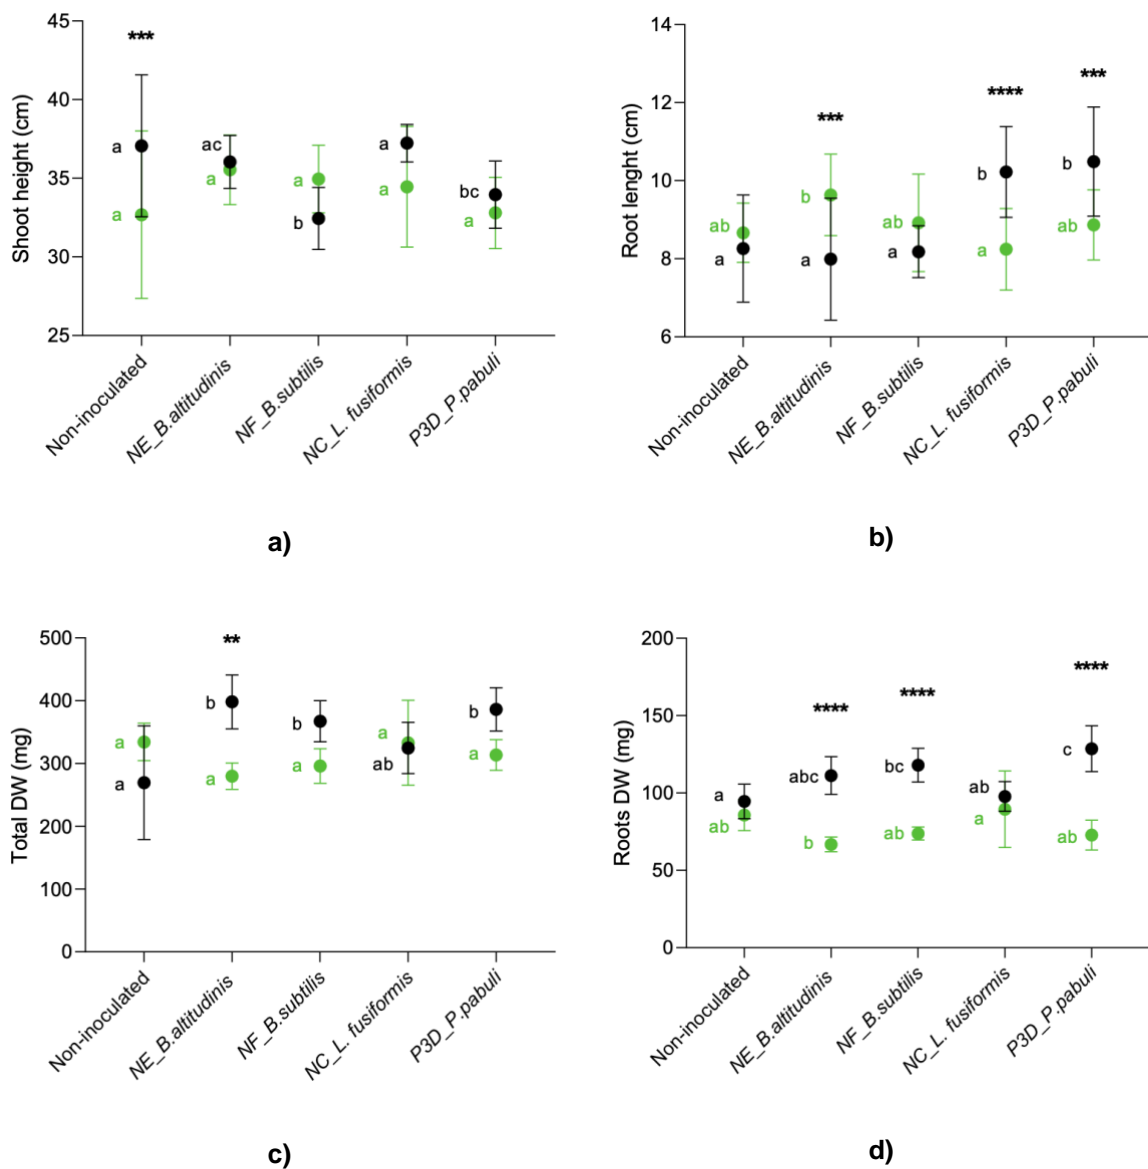 45
40
35
30
25
Shoot height (cm)
***
a
a
ac
a
a
b
a
a
bc
a
Non-inoculated
NE_B.altitudinis
NF_B.subtilis
NC_L. fusiformis
P3D_P.pabuli
a)
14
12
10
8
6
Root lenght (cm)
***
****
***
ab
a
b
a
ab
a
b
a
b
ab
Non-inoculated
NE_B.altitudinis
NF_B.subtilis
NC_L. fusiformis
P3D_P.pabuli
b)
500
400
300
200
100
0
Total DW (mg)
**
a
a
b
a
b
a
a
ab
b
a
Non-inoculated
NE_B.altitudinis
NF_B.subtilis
NC_L. fusiformis
P3D_P.pabuli
c)
200
150
100
50
0
Roots DW (mg)
****
****
****
a
ab
abc
b
bc
ab
ab
a
c
ab
Non-inoculated
NE_B.altitudinis
NF_B.subtilis
NC_L. fusiformis
P3D_P.pabuli
d)